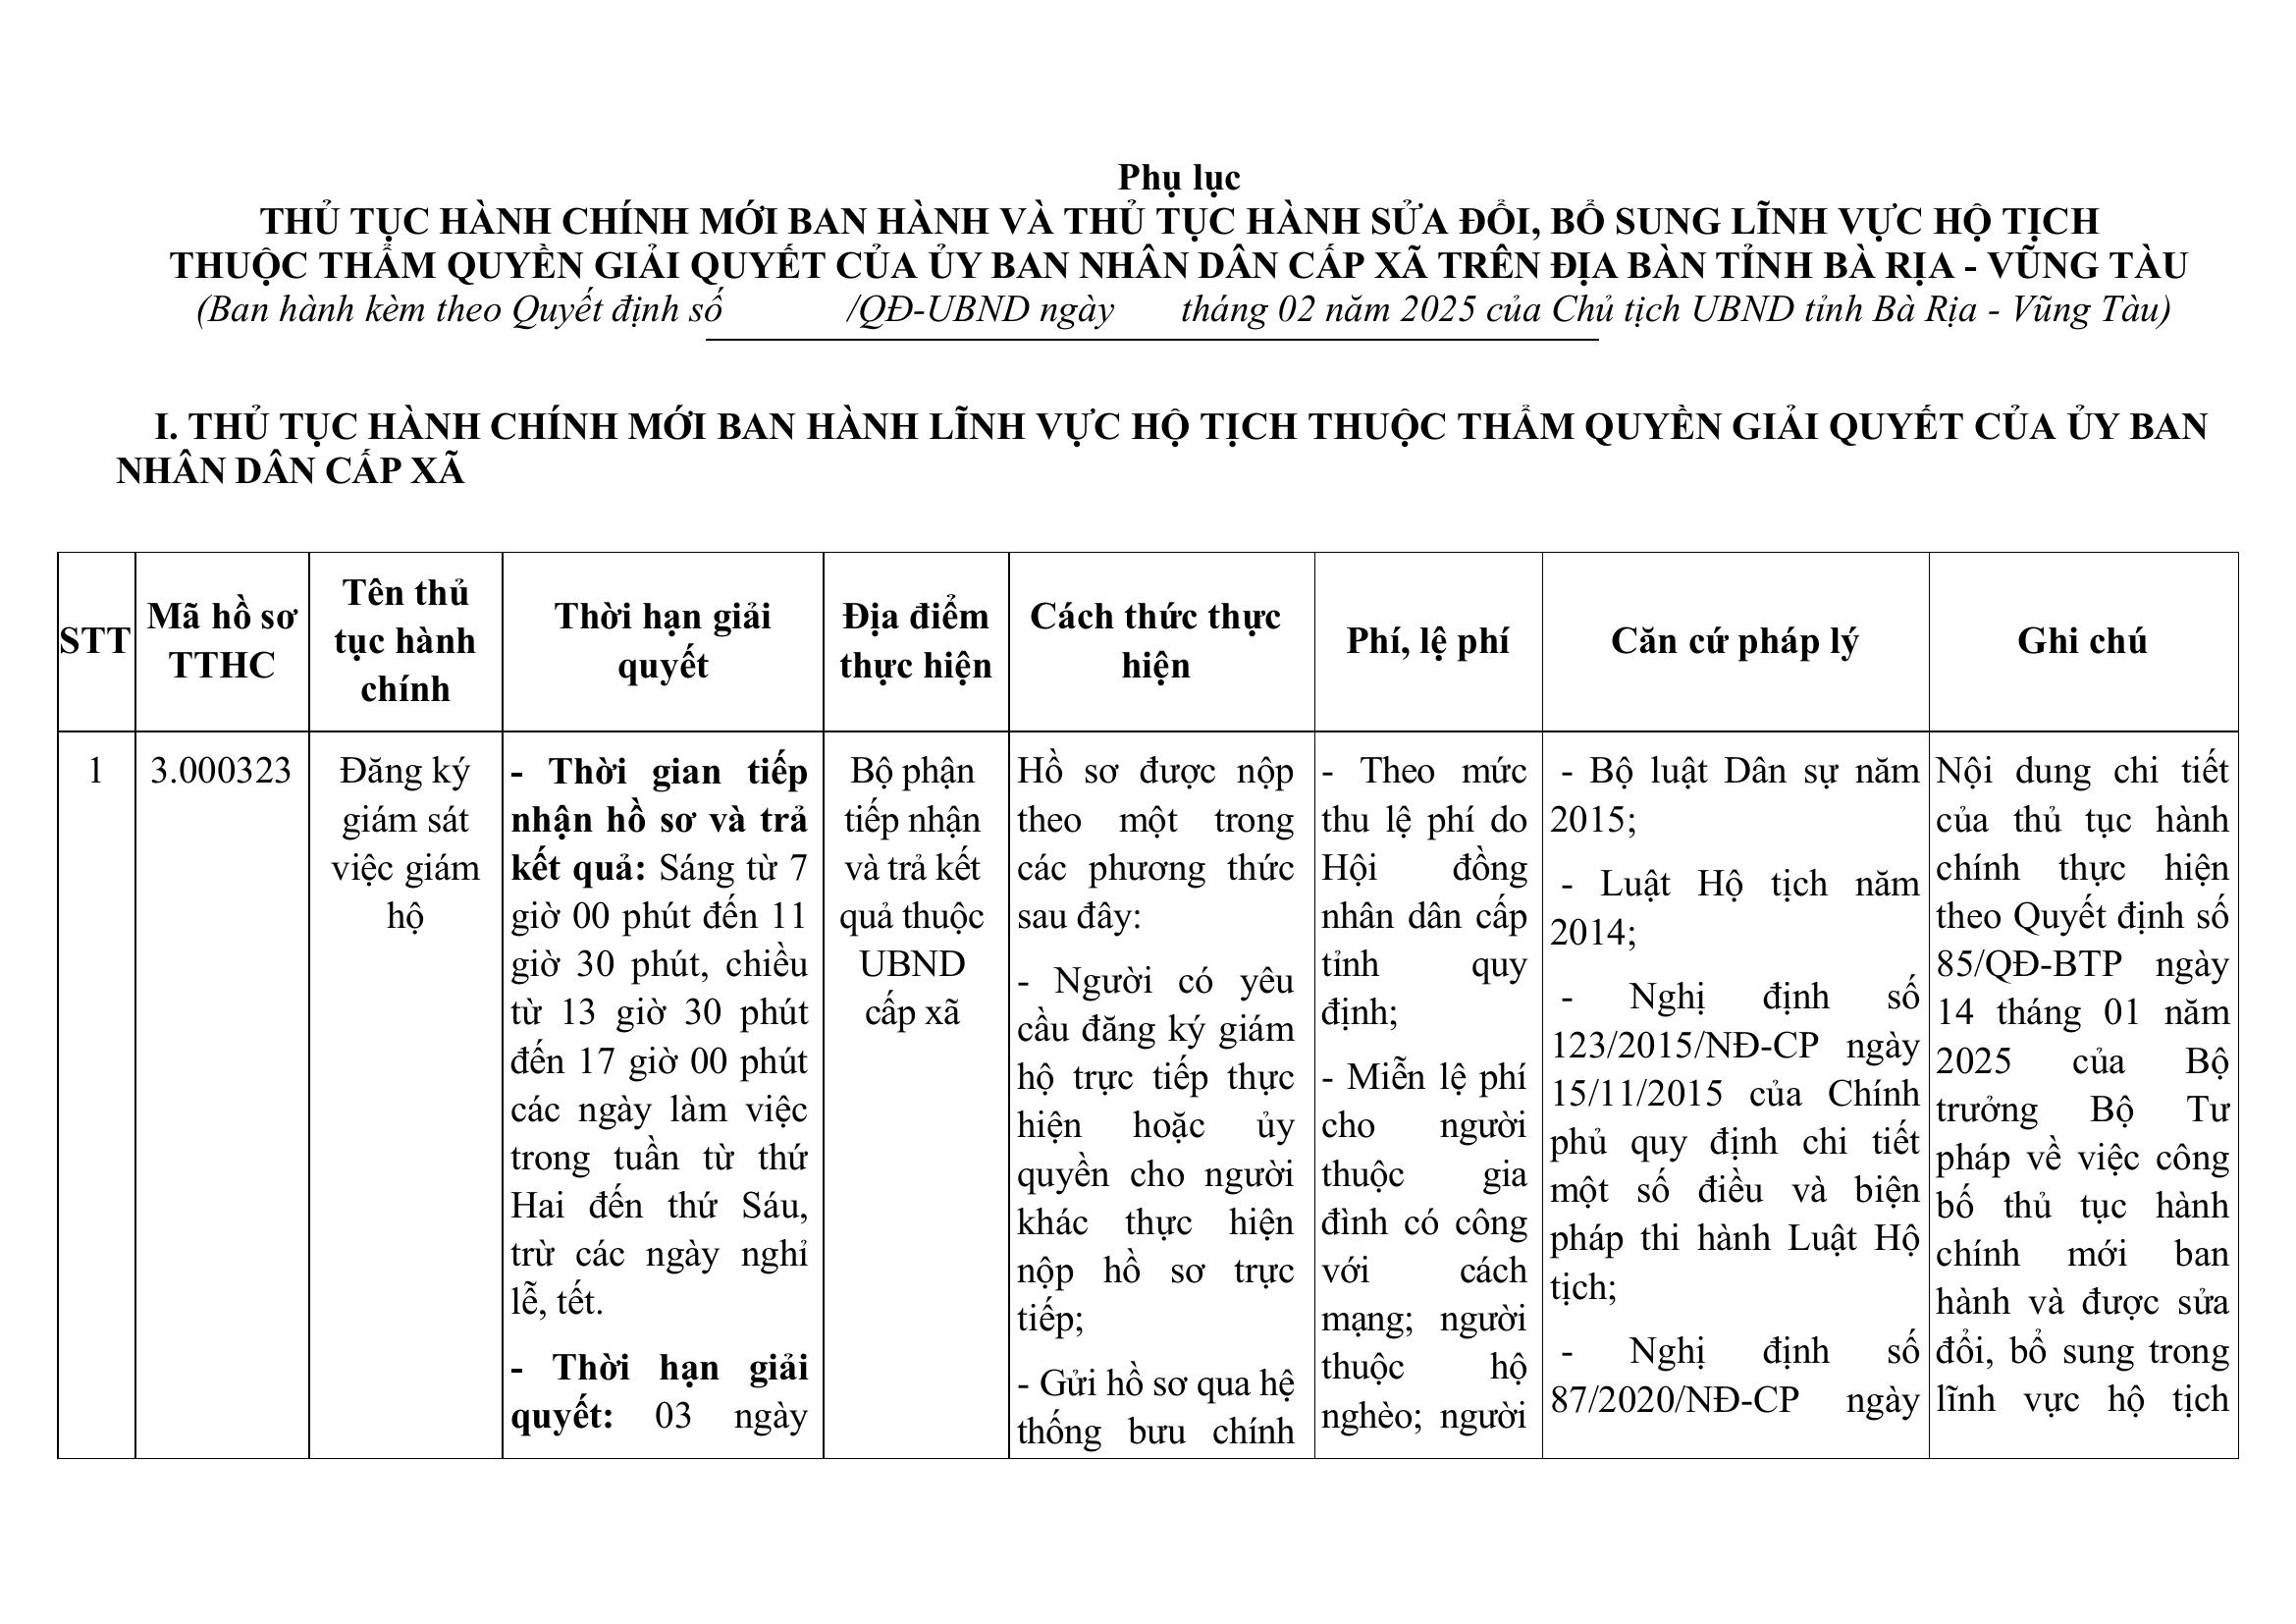 Phụ lục
THỦ TỤC HÀNH CHÍNH MỚI BAN HÀNH VÀ THỦ TỤC HÀNH SỬA ĐỔI, BỔ SUNG LĨNH VỰC HỘ TỊCH
THUỘC THẨM QUYỀN GIẢI QUYẾT CỦA ỦY BAN NHÂN DÂN CẤP XÃ TRÊN ĐỊA BÀN TỈNH BÀ RỊA - VŨNG TÀU
(Ban hành kèm theo Quyết định số /QĐ-UBND ngày tháng 02 năm 2025 của Chủ tịch UBND tỉnh Bà Rịa - Vũng Tàu)
I. THỦ TỤC HÀNH CHÍNH MỚI BAN HÀNH LĨNH VỰC HỘ TỊCH THUỘC THẨM QUYỀN GIẢI QUYẾT CỦA ỦY BAN
NHÂN DÂN CẤP XÃ
STT
Mã hồ sơ
TTHC
Tên thủ
tục hành
chính
Thời hạn giải
quyết
Địa điểm
thực hiện
Cách thức thực
hiện
Phí, lệ phí
Căn cứ pháp lý
Ghi chú
1
3.000323
Đăng ký
giám sát
việc giám
hộ
- Thời gian tiếp
nhận hồ sơ và trả
kết quả: Sáng từ 7
giờ 00 phút đến 11
giờ 30 phút, chiều
từ 13 giờ 30 phút
đến 17 giờ 00 phút
các ngày làm việc
trong tuần từ thứ
Hai đến thứ Sáu,
trừ các ngày nghỉ
lễ, tết.
- Thời hạn giải
quyết: 03 ngày
Bộ phận
tiếp nhận
và trả kết
quả thuộc
UBND
cấp xã
Hồ sơ được nộp
theo một trong
các phương thức
sau đây:
- Người có yêu
cầu đăng ký giám
hộ trực tiếp thực
hiện hoặc ủy
quyền cho người
khác thực hiện
nộp hồ sơ trực
tiếp;
- Gửi hồ sơ qua hệ
thống bưu chính
- Theo mức
thu lệ phí do
Hội đồng
nhân dân cấp
tỉnh quy
định;
- Miễn lệ phí
cho người
thuộc gia
đình có công
với cách
mạng; người
thuộc hộ
nghèo; người
- Bộ luật Dân sự năm
2015;
- Luật Hộ tịch năm
2014;
- Nghị định số
123/2015/NĐ-CP ngày
15/11/2015 của Chính
phủ quy định chi tiết
một số điều và biện
pháp thi hành Luật Hộ
tịch;
- Nghị định số
87/2020/NĐ-CP ngày
Nội dung chi tiết
của thủ tục hành
chính thực hiện
theo Quyết định số
85/QĐ-BTP ngày
14 tháng 01 năm
2025 của Bộ
trưởng Bộ Tư
pháp về việc công
bố thủ tục hành
chính mới ban
hành và được sửa
đổi, bổ sung trong
lĩnh vực hộ tịch